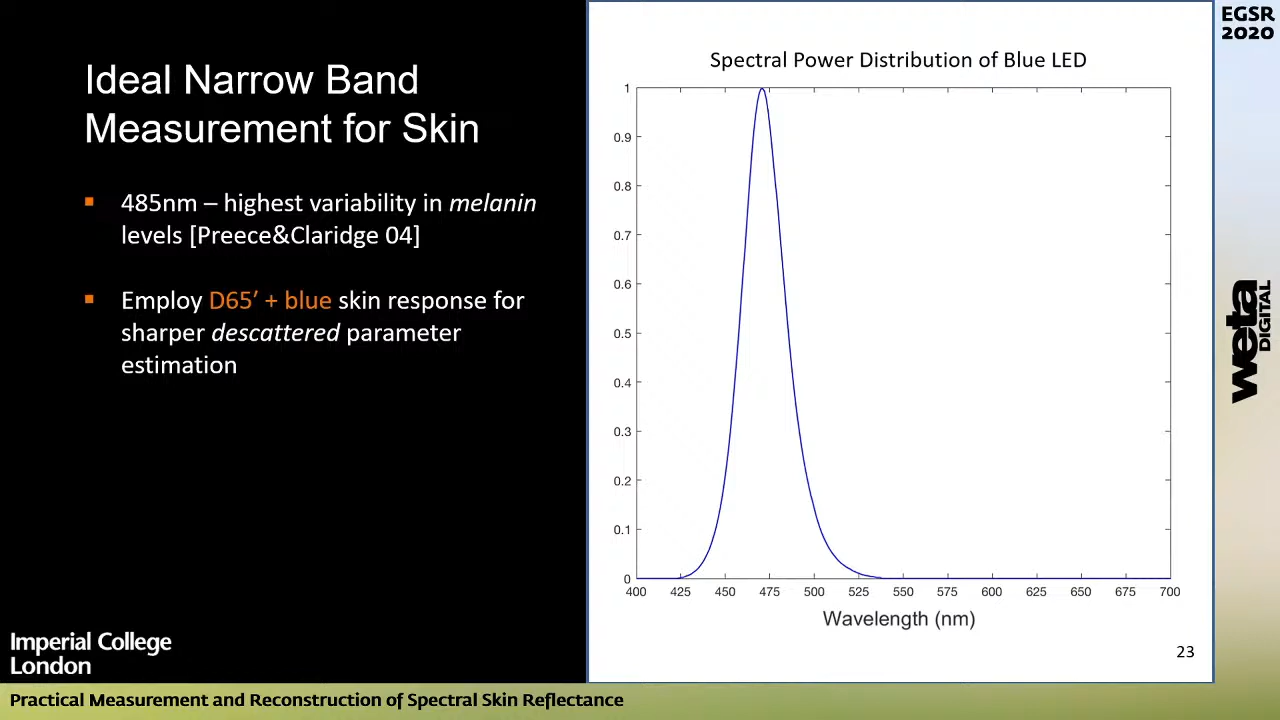 Ideal Narrow Band
Measurement for Skin
▪ 485nm – highest variability in melanin
levels [Preece&Claridge 04]
▪ Employ D65’ + blue skin response for
sharper descattered parameter
estimation
Spectral Power Distribution of Blue LED
1
0.9
0.8
0.7
0.6
0.5
0.4
0.3
0.2
0.1
0
400 425 450 475 500 525 550 575 600 625 650 675 700
Wavelength (nm)
23
EGSR
2020
weta
DIGITAL
Imperial College
London
Practical Measurement and Reconstruction of Spectral Skin Reflectance